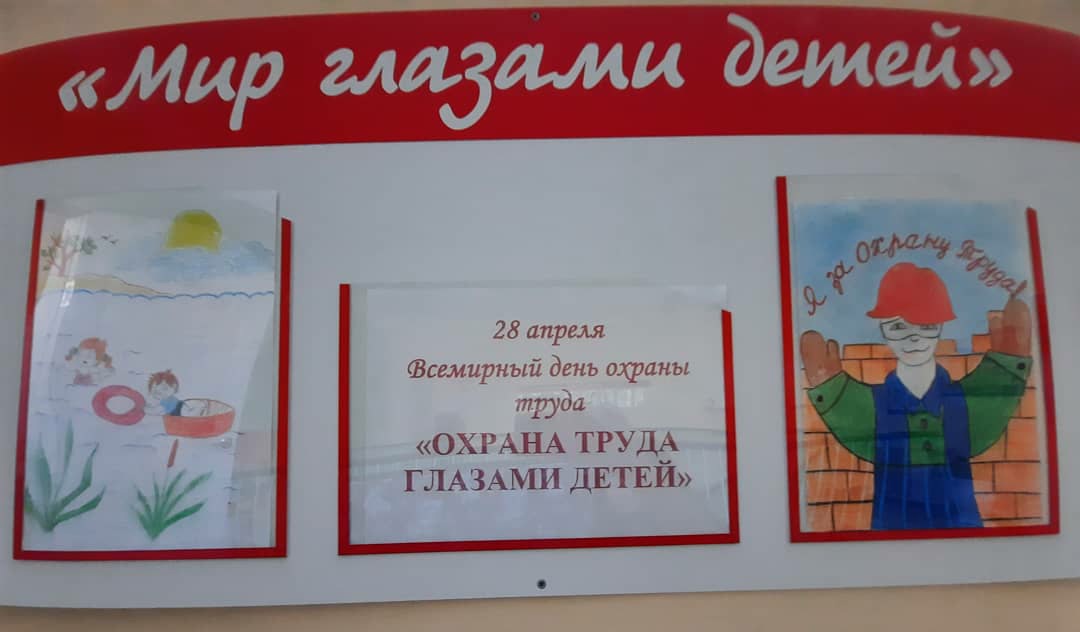 «Мир глазами детей»
28 апреля
Всемирный день охраны
труда
«ОХРАНА ТРУДА
ГЛАЗАМИ ДЕТЕЙ»
Я за Охрану Труда!